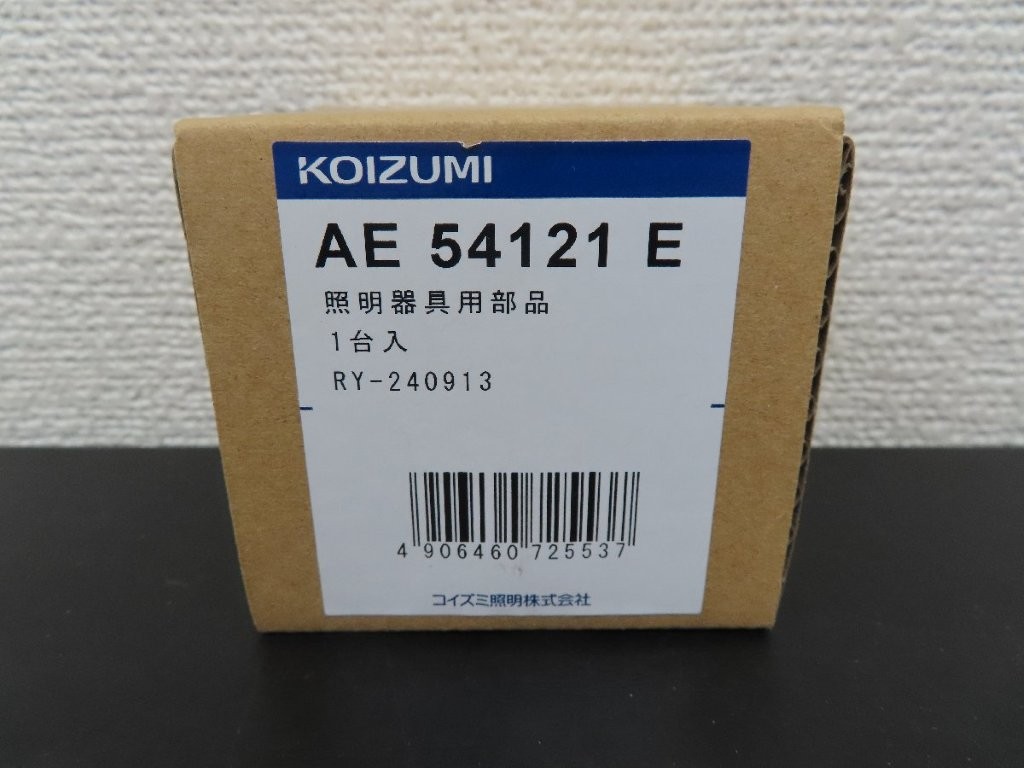 KOIZUMI
AE 54121 E
照明器具用部品
1台入
RY-240913
4 906460 725537
コイズミ照明株式会社